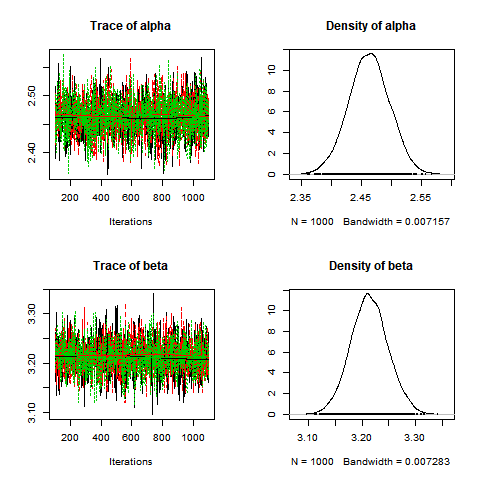 Trace of alpha
2.40 2.50
200 400 600 800 1000
Iterations
Density of alpha
0 2 4 6 8 10 12
2.35 2.45 2.55
N = 1000 Bandwidth = 0.007157
Trace of beta
3.10 3.20 3.30
200 400 600 800 1000
Iterations
Density of beta
0 2 4 6 8 10
3.10 3.20 3.30
N = 1000 Bandwidth = 0.007283